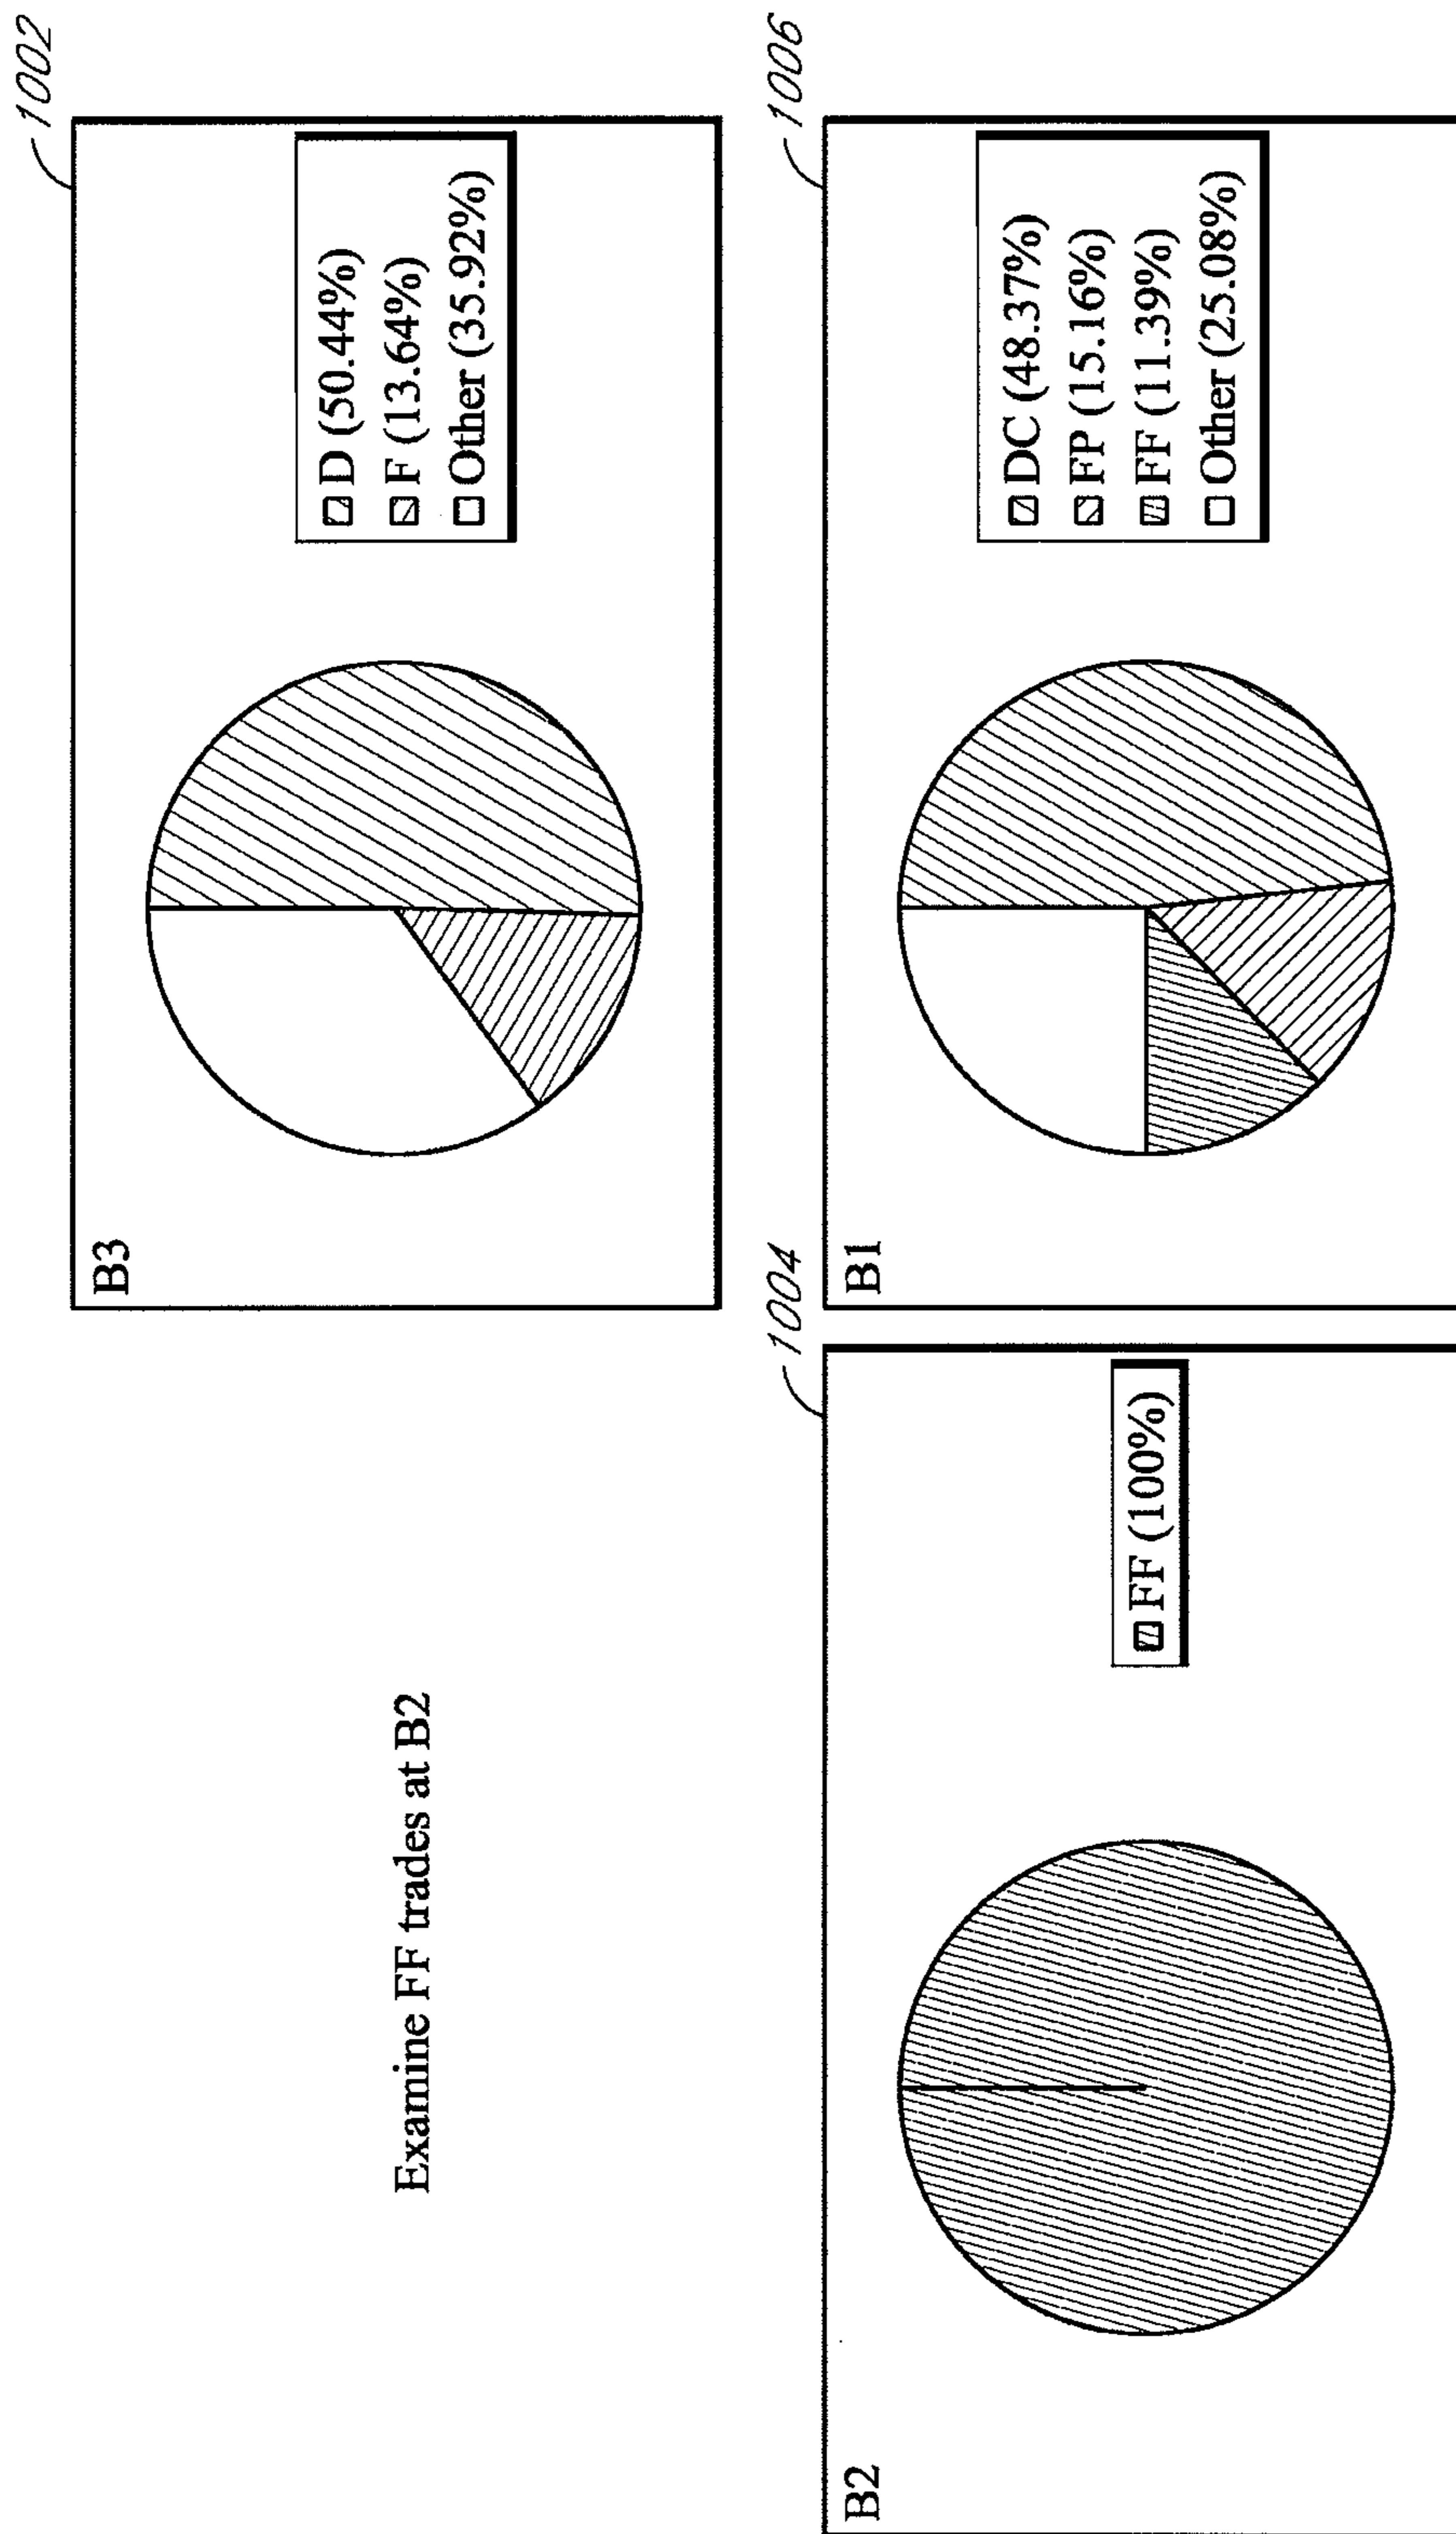 Examine FF trades at B2
1002
B3
D (50.44%)
F (13.64%)
Other (35.92%)
1004
B2
FF (100%)
1006
B1
DC (48.37%)
FP (15.16%)
FF (11.39%)
Other (25.08%)